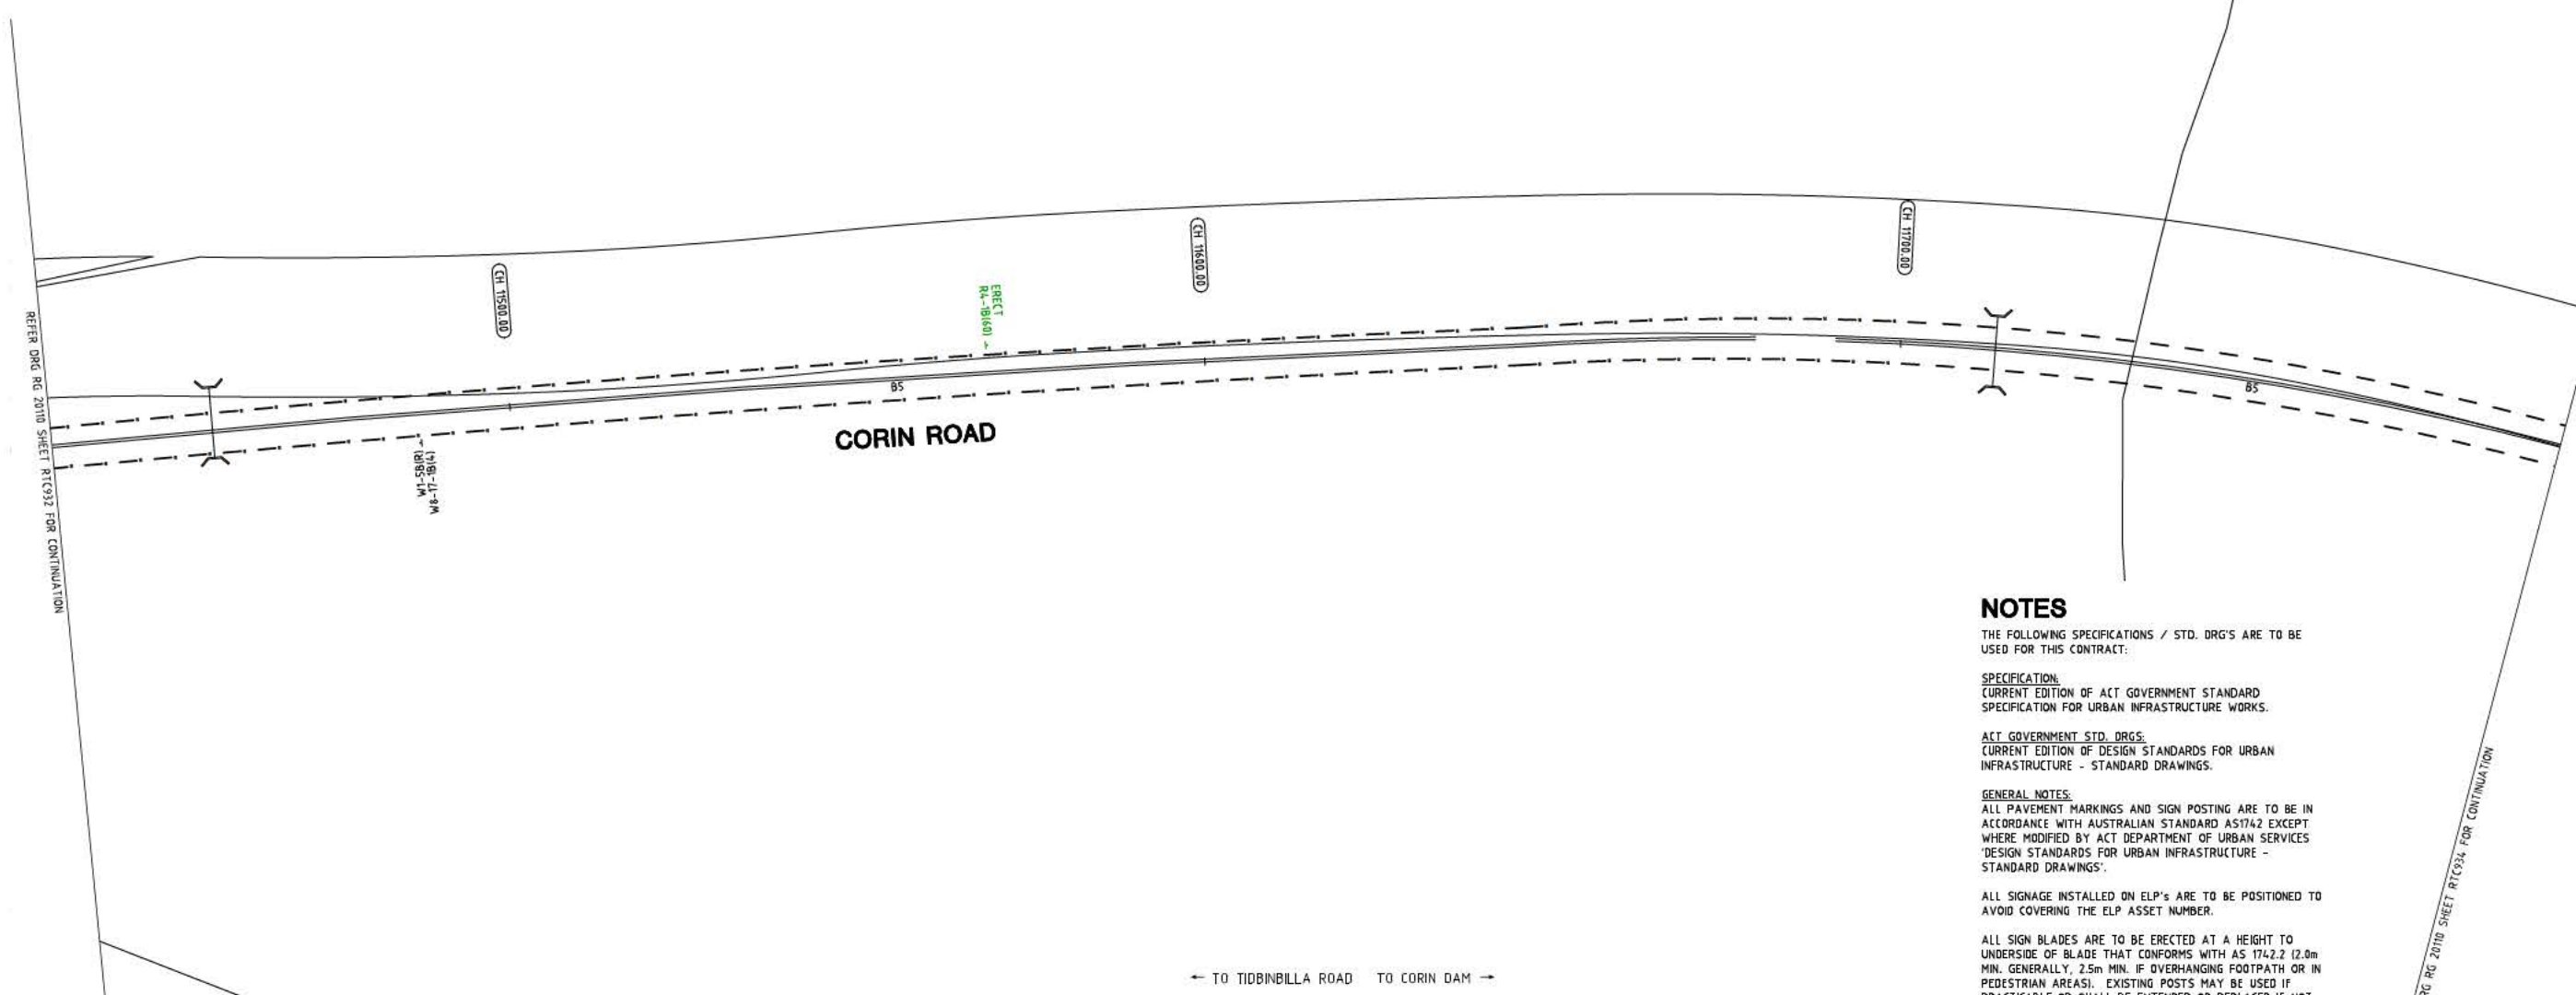 REFER DRG RG 20110 SHEET RTC932 FOR CONTINUATION
CH 11500.00
ERECT
R4-1B(60)
CH 11600.00
CH 11700.00
B5
B5
W8-17-1B(4)
W1-5B(R)
CORIN ROAD
NOTES
THE FOLLOWING SPECIFICATIONS / STD. DRG'S ARE TO BE
USED FOR THIS CONTRACT:
SPECIFICATION:
CURRENT EDITION OF ACT GOVERNMENT STANDARD
SPECIFICATION FOR URBAN INFRASTRUCTURE WORKS.
ACT GOVERNMENT STD. DRGS:
CURRENT EDITION OF DESIGN STANDARDS FOR URBAN
INFRASTRUCTURE - STANDARD DRAWINGS.
GENERAL NOTES:
ALL PAVEMENT MARKINGS AND SIGN POSTING ARE TO BE IN
ACCORDANCE WITH AUSTRALIAN STANDARD AS1742 EXCEPT
WHERE MODIFIED BY ACT DEPARTMENT OF URBAN SERVICES
'DESIGN STANDARDS FOR URBAN INFRASTRUCTURE -
STANDARD DRAWINGS'.
ALL SIGNAGE INSTALLED ON ELP's ARE TO BE POSITIONED TO
AVOID COVERING THE ELP ASSET NUMBER.
ALL SIGN BLADES ARE TO BE ERECTED AT A HEIGHT TO
UNDERSIDE OF BLADE THAT CONFORMS WITH AS 1742.2 (2.0m
MIN. GENERALLY, 2.5m MIN. IF OVERHANGING FOOTPATH OR IN
PEDESTRIAN AREAS). EXISTING POSTS MAY BE USED IF
RG RG 20110 SHEET RTC934 FOR CONTINUATION
← TO TIDBINBILLA ROAD TO CORIN DAM →